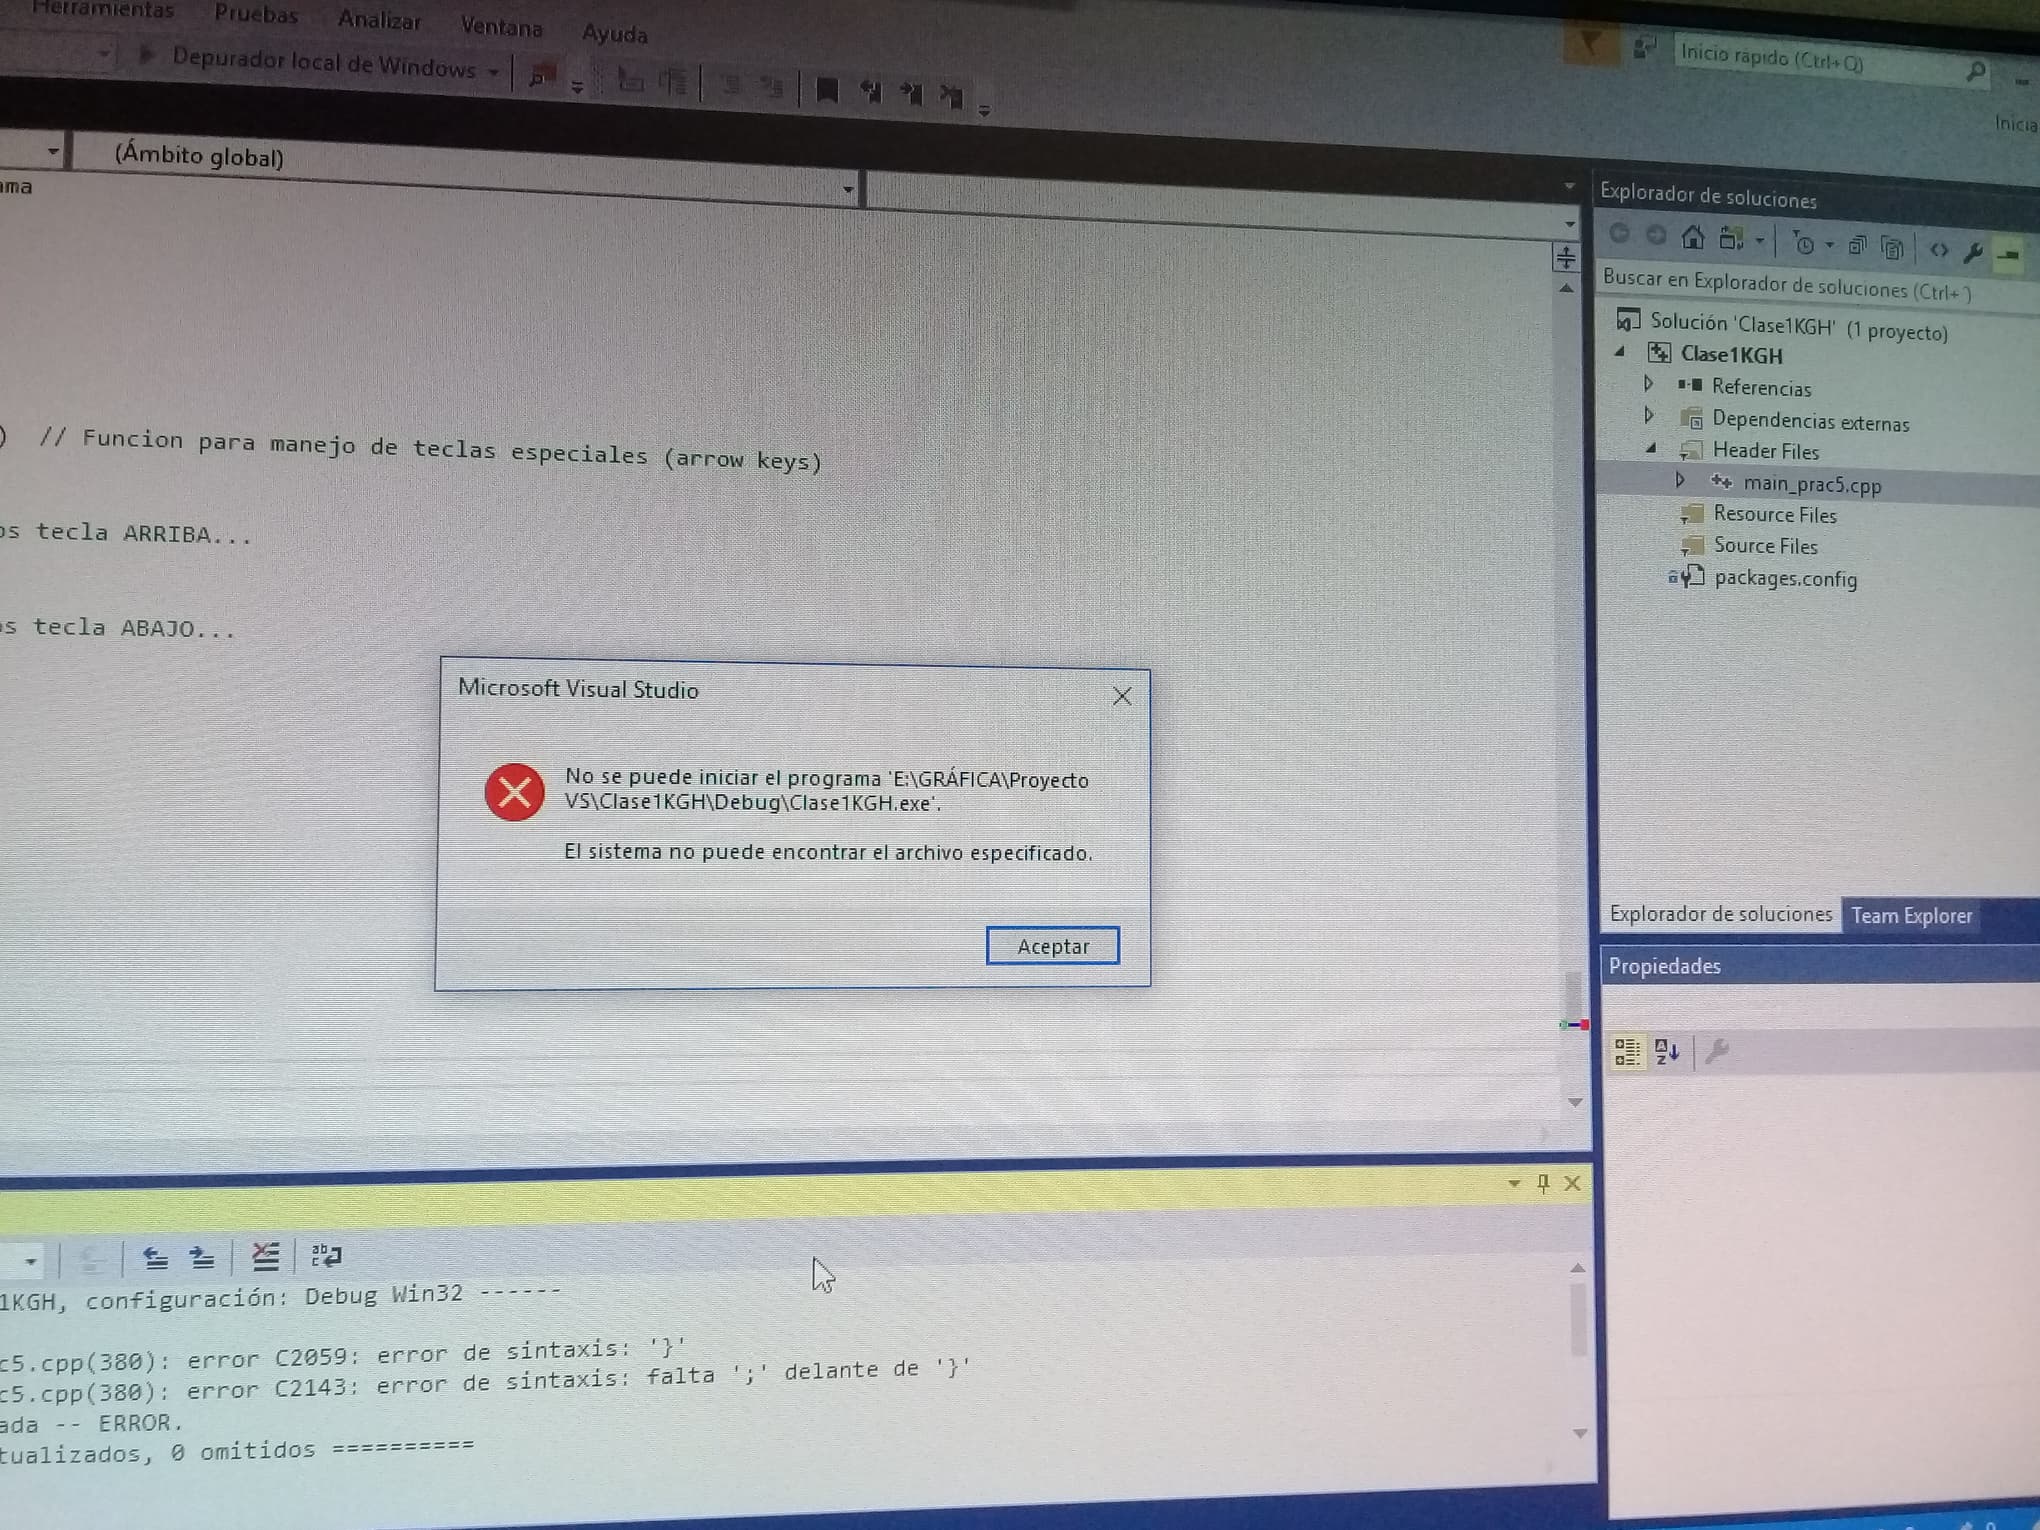 Herramientas Pruebas Analizar Ventana Ayuda
Depurador local de Windows
Inicio rápido (Ctrl+Q)
Inicia
(Ámbito global)
ama
) // Funcion para manejo de teclas especiales (arrow keys)
os tecla ARRIBA...
os tecla ABAJO...
Explorador de soluciones
Buscar en Explorador de soluciones (Ctrl+ )
Solución 'Clase1KGH' (1 proyecto)
Clase1KGH
Referencias
Dependencias externas
Header Files
main_prac5.cpp
Resource Files
Source Files
packages.config
Microsoft Visual Studio
No se puede iniciar el programa 'E:\GRÁFICA\Proyecto
VS\Clase1KGH\Debug\Clase1KGH.exe'.
El sistema no puede encontrar el archivo especificado.
Aceptar
Explorador de soluciones Team Explorer
Propiedades
1KGH, configuración: Debug Win32 ------
c5.cpp(380): error C2059: error de sintaxis: '}'
c5.cpp(380): error C2143: error de sintaxis: falta ';' delante de '}'
ada -- ERROR.
tualizados, 0 omitidos ==========